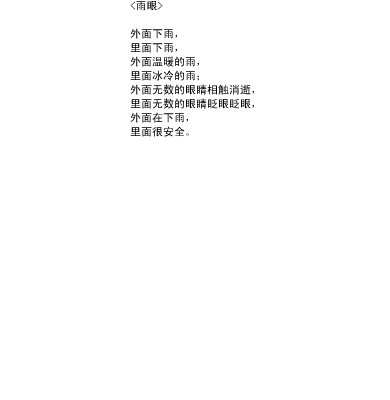 <雨眼>
外面下雨，
里面下雨，
外面温暖的雨，
里面冰冷的雨；
外面无数的眼睛相触消逝，
里面无数的眼睛眨眼眨眼，
外面在下雨，
里面很安全。